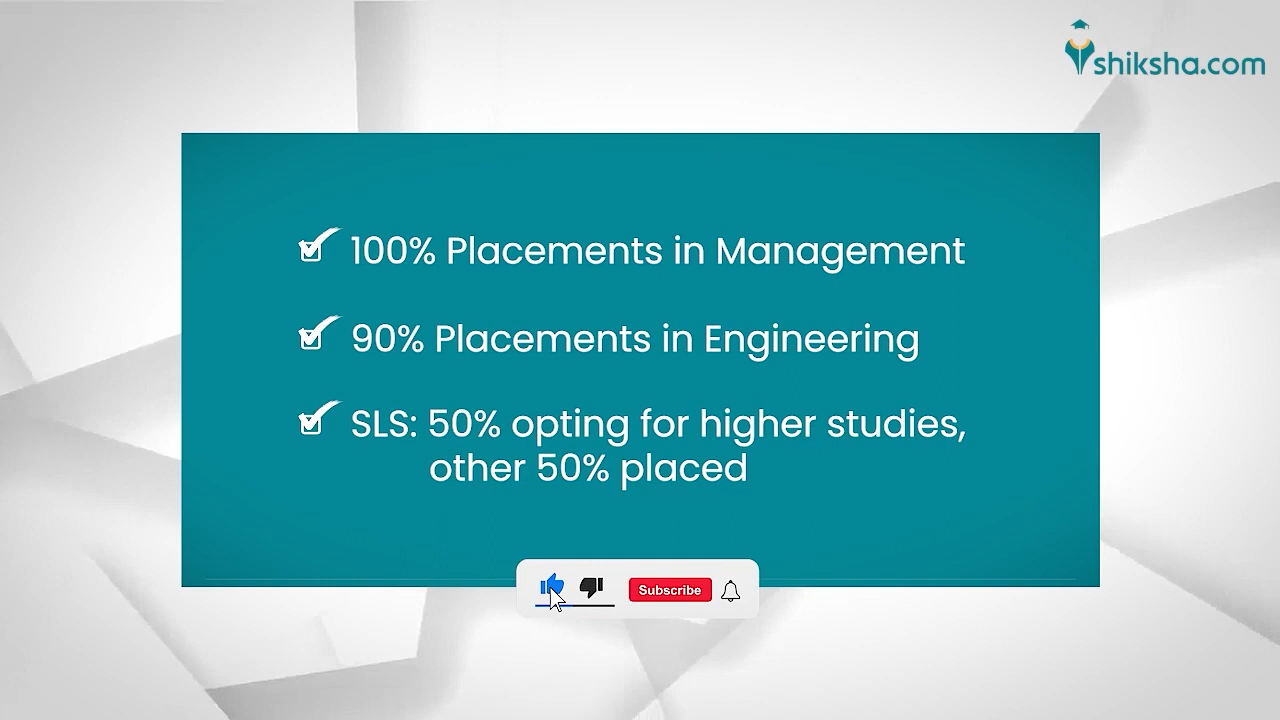 shiksha.com
100% Placements in Management
90% Placements in Engineering
SLS: 50% opting for higher studies,
other 50% placed
Subscribe